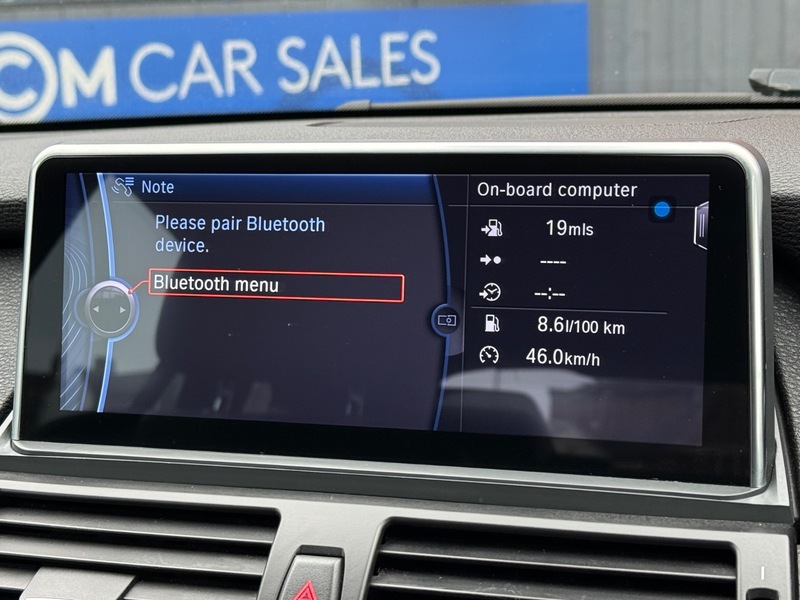 CM CAR SALES
Note
Please pair Bluetooth
device.
Bluetooth menu
On-board computer
19mls
----
--:--
8.6l/100 km
46.0km/h